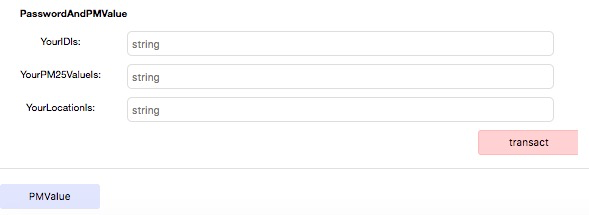 PasswordAndPMValue
YourIDIs: string
YourPM25ValueIs: string
YourLocationIs: string
transact
PMValue